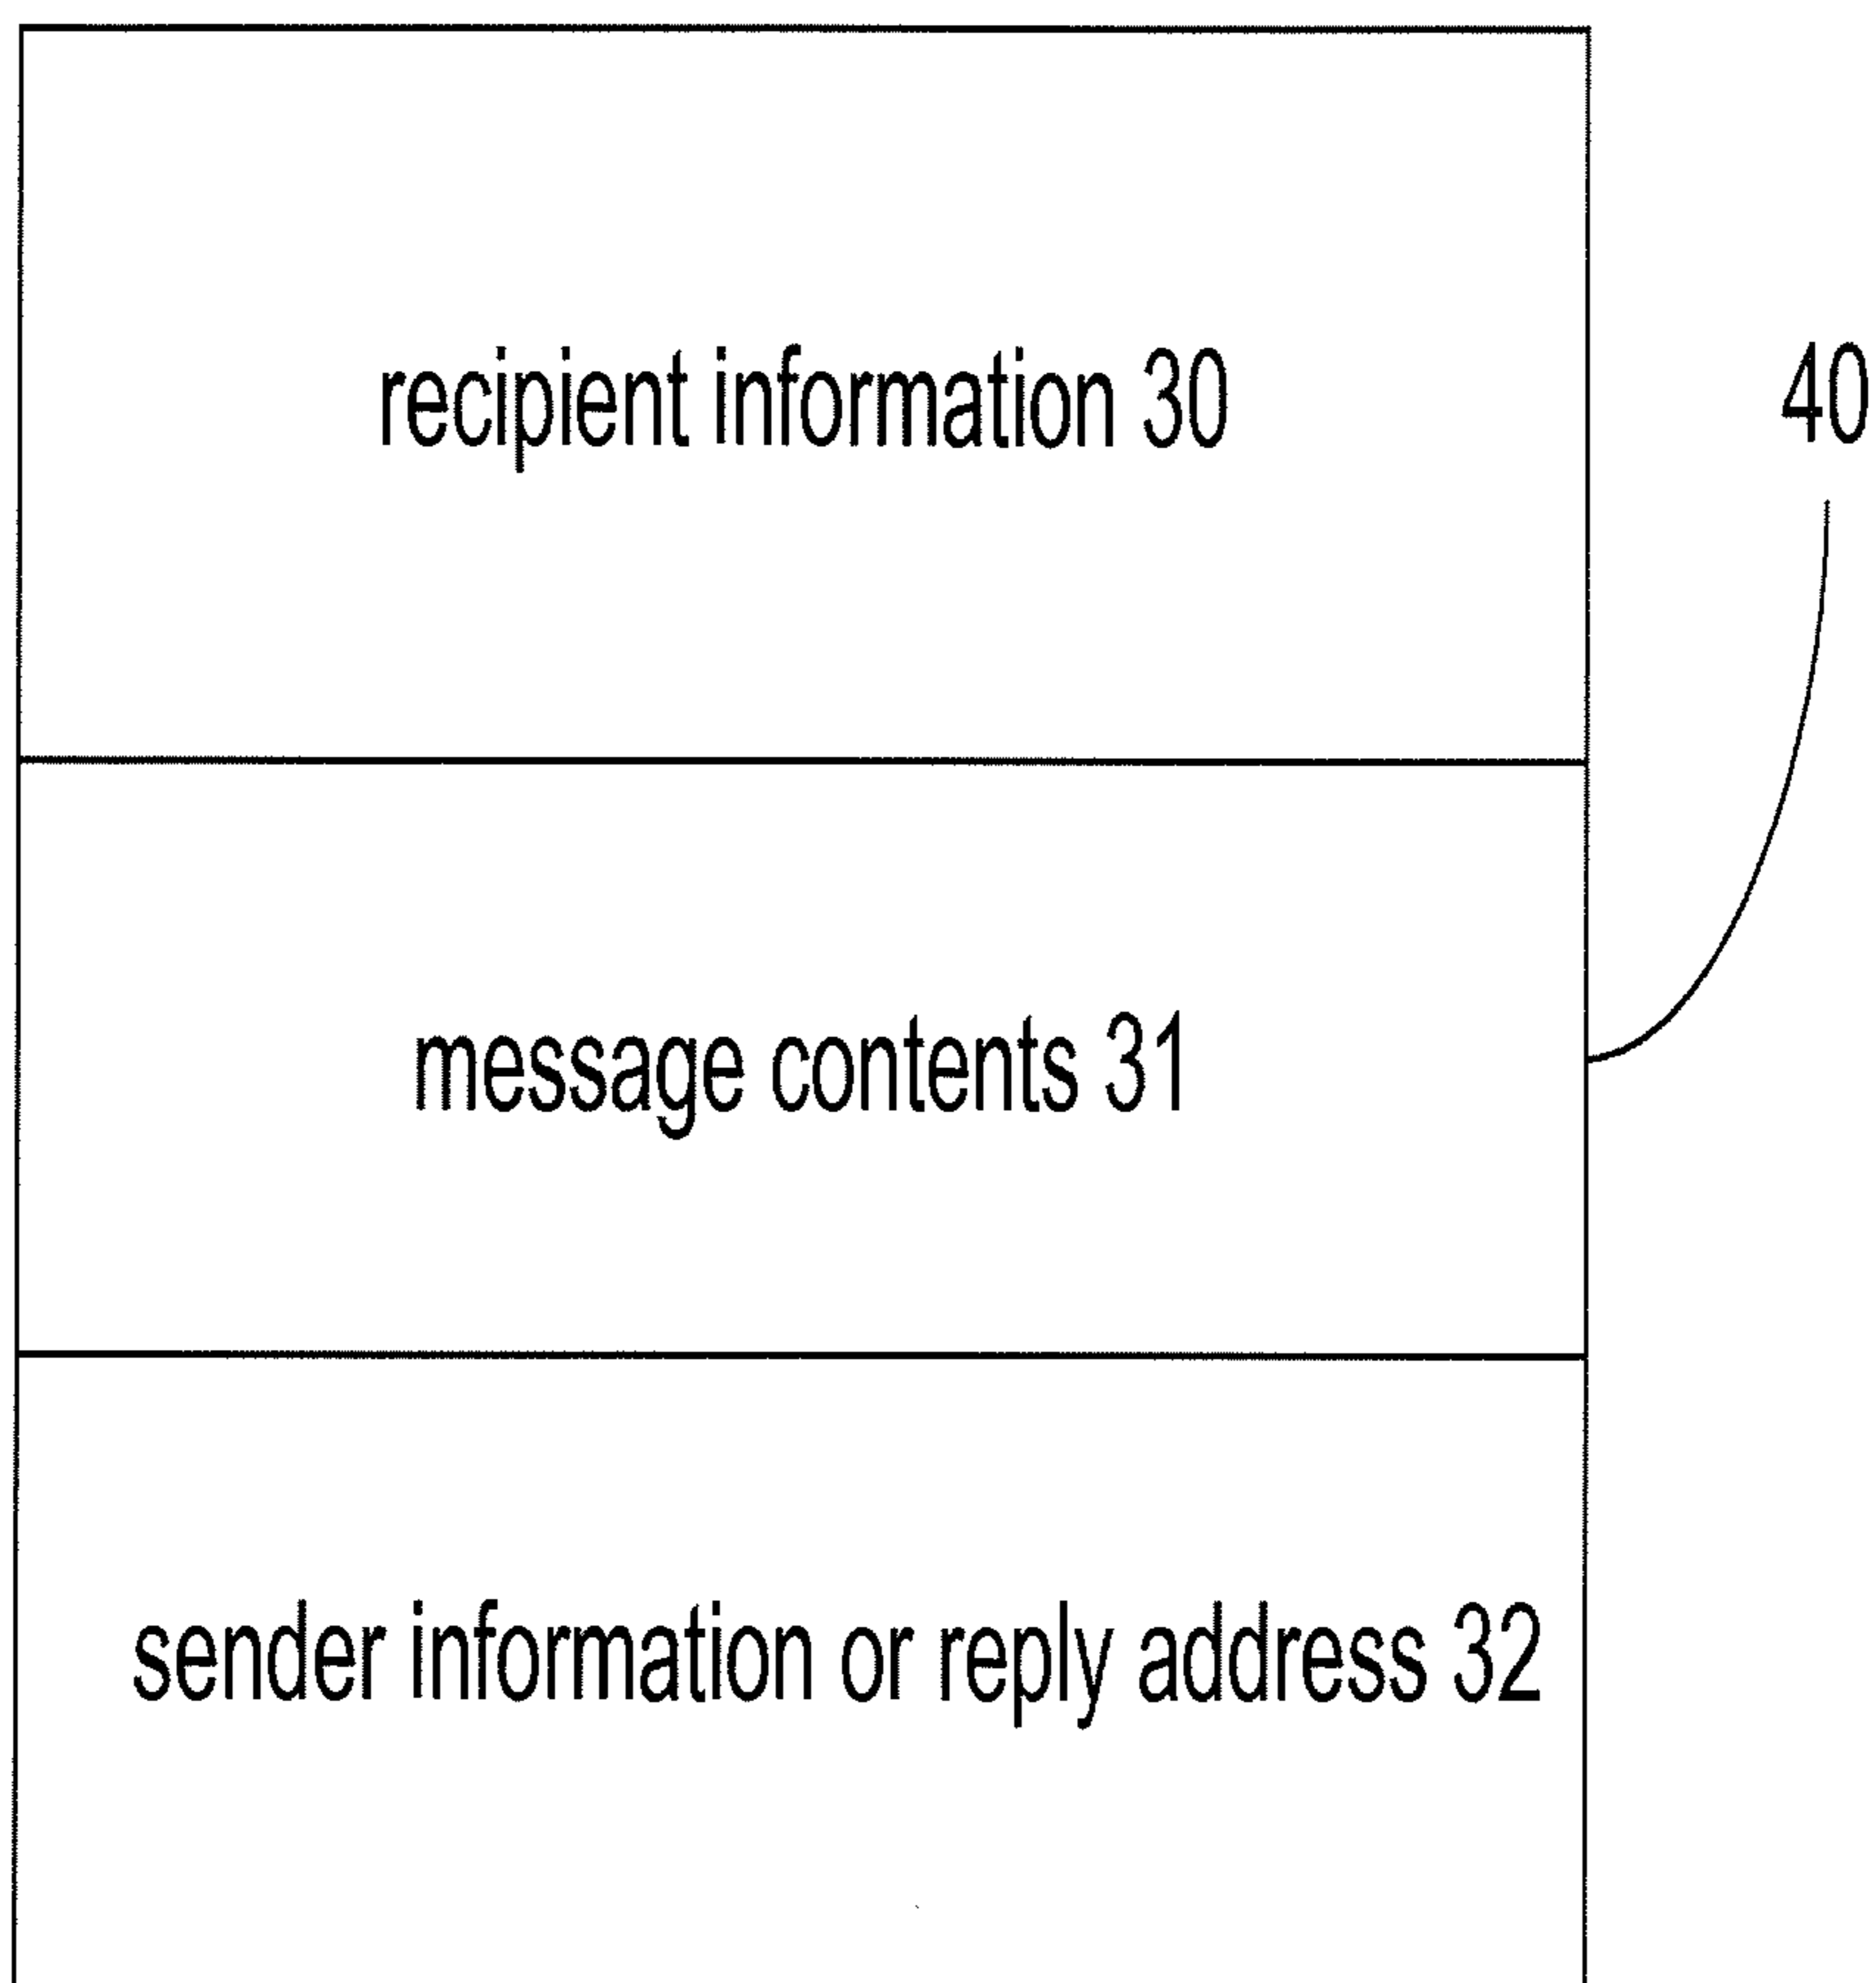 recipient information 30
40
message contents 31
sender information or reply address 32